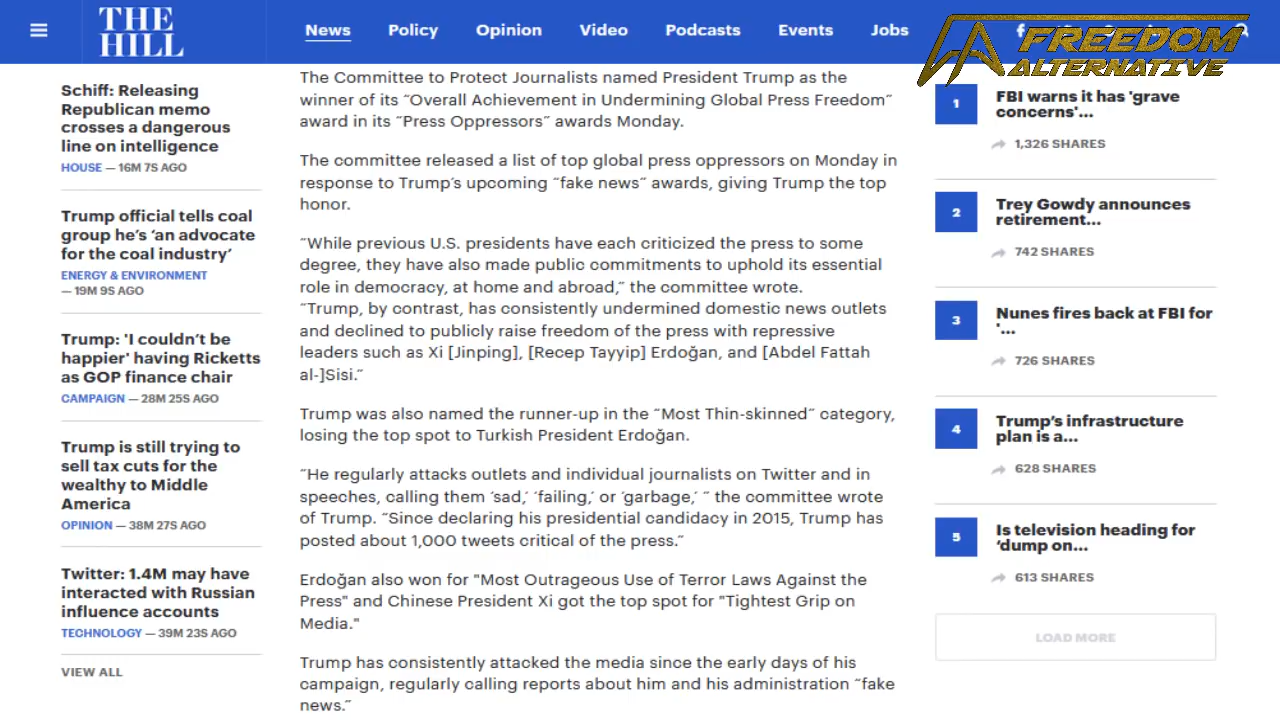 THE
HILL
News
Policy
Opinion
Video
Podcasts
Events
Jobs
FREEDOM
ALTERNATIVE
Schiff: Releasing
Republican memo
crosses a dangerous
line on intelligence
HOUSE — 16M 7S AGO
Trump official tells coal
group he’s ‘an advocate
for the coal industry’
ENERGY & ENVIRONMENT
— 19M 9S AGO
Trump: 'I couldn’t be
happier' having Ricketts
as GOP finance chair
CAMPAIGN — 28M 25S AGO
Trump is still trying to
sell tax cuts for the
wealthy to Middle
America
OPINION — 38M 27S AGO
Twitter: 1.4M may have
interacted with Russian
influence accounts
TECHNOLOGY — 39M 23S AGO
VIEW ALL
The Committee to Protect Journalists named President Trump as the
winner of its “Overall Achievement in Undermining Global Press Freedom”
award in its “Press Oppressors” awards Monday.
The committee released a list of top global press oppressors on Monday in
response to Trump’s upcoming “fake news” awards, giving Trump the top
honor.
“While previous U.S. presidents have each criticized the press to some
degree, they have also made public commitments to uphold its essential
role in democracy, at home and abroad,” the committee wrote.
“Trump, by contrast, has consistently undermined domestic news outlets
and declined to publicly raise freedom of the press with repressive
leaders such as Xi [Jinping], [Recep Tayyip] Erdoğan, and [Abdel Fattah
al-]Sisi.”
Trump was also named the runner-up in the “Most Thin-skinned” category,
losing the top spot to Turkish President Erdoğan.
“He regularly attacks outlets and individual journalists on Twitter and in
speeches, calling them ‘sad,’ ‘failing,’ or ‘garbage,’ ” the committee wrote
of Trump. “Since declaring his presidential candidacy in 2015, Trump has
posted about 1,000 tweets critical of the press.”
Erdoğan also won for "Most Outrageous Use of Terror Laws Against the
Press" and Chinese President Xi got the top spot for "Tightest Grip on
Media."
Trump has consistently attacked the media since the early days of his
campaign, regularly calling reports about him and his administration “fake
news.”
1
FBI warns it has 'grave
concerns'...
1,326 SHARES
2
Trey Gowdy announces
retirement...
742 SHARES
3
Nunes fires back at FBI for
'...
726 SHARES
4
Trump’s infrastructure
plan is a...
628 SHARES
5
Is television heading for
‘dump on...
613 SHARES
LOAD MORE